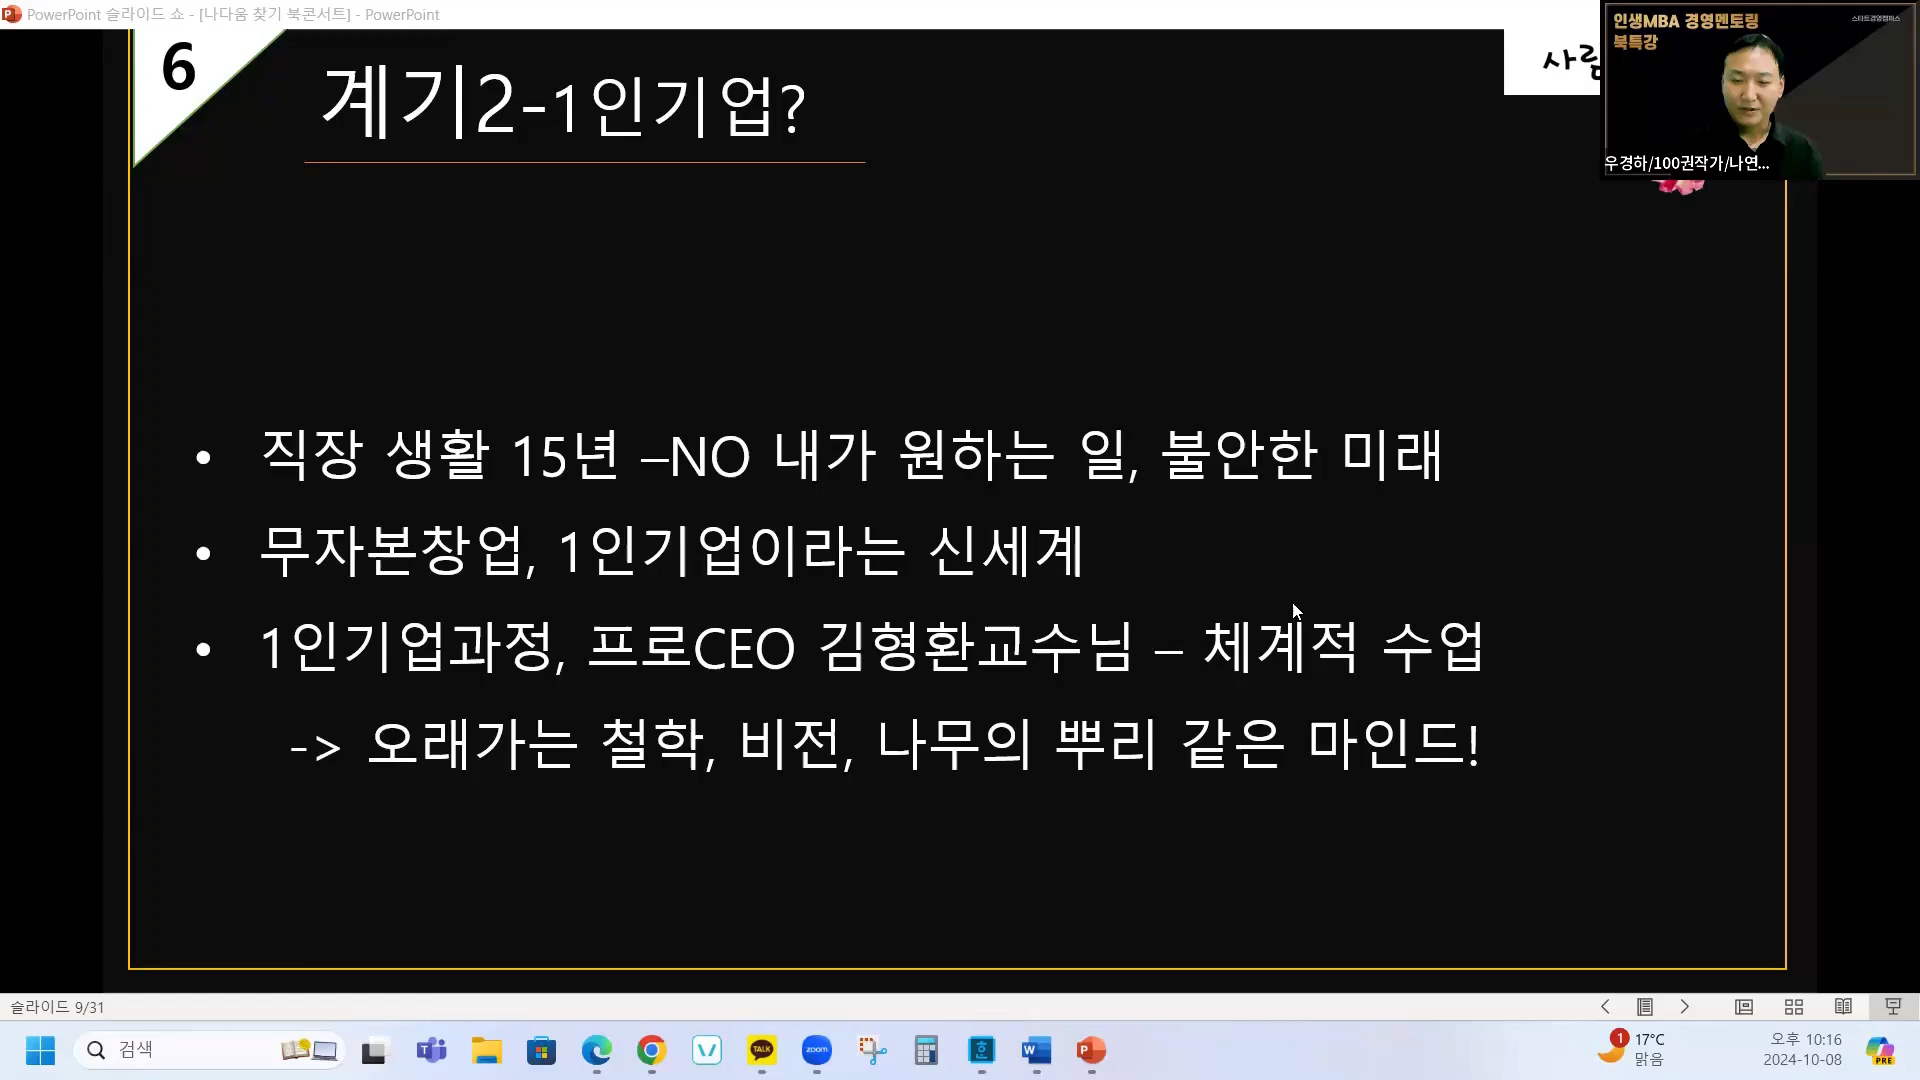 PowerPoint 슬라이드 쇼 - [나다움 찾기 북콘서트] - PowerPoint
6
계기2-1인기업?
인생MBA 경영멘토링
북특강
스타트경영캠퍼스
우경하/100권작가/나연...
직장 생활 15년 –NO 내가 원하는 일, 불안한 미래
무자본창업, 1인기업이라는 신세계
1인기업과정, 프로CEO 김형환교수님 – 체계적 수업
-> 오래가는 철학, 비전, 나무의 뿌리 같은 마인드!
슬라이드 9/31
검색
TALK
zoom
1
17°C
맑음
오후 10:16
2024-10-08
PRE